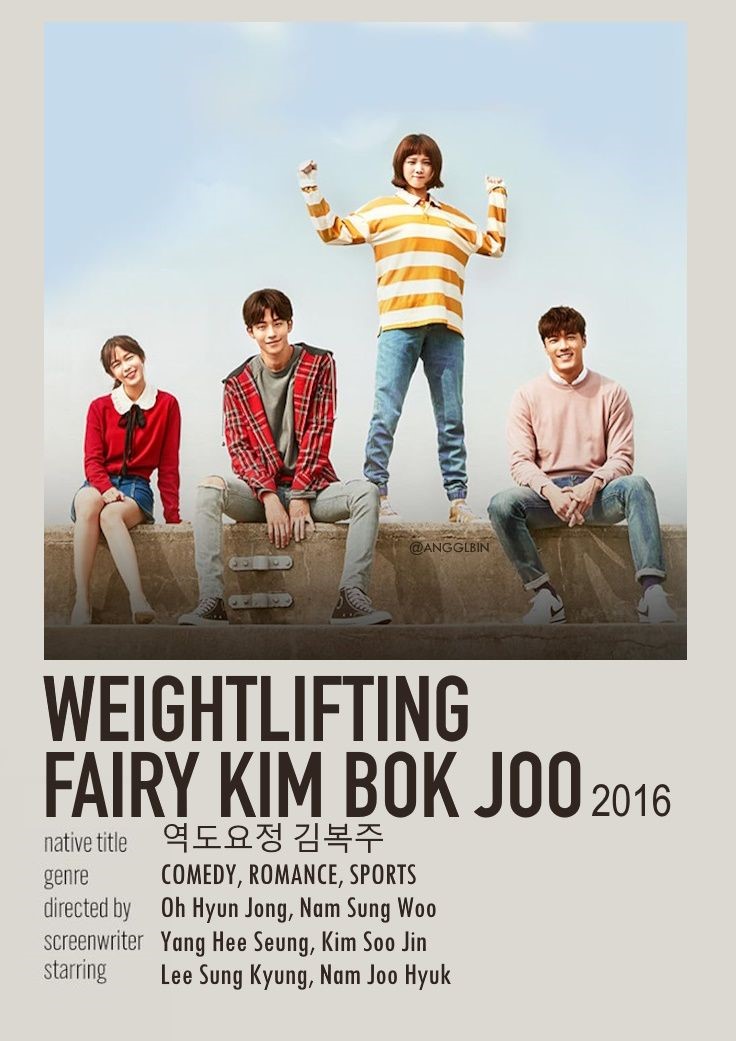 @ANGGLBIN
WEIGHTLIFTING
FAIRY KIM BOK JOO 2016
native title 역도요정 김복주
genre COMEDY, ROMANCE, SPORTS
directed by Oh Hyun Jong, Nam Sung Woo
screenwriter Yang Hee Seung, Kim Soo Jin
starring Lee Sung Kyung, Nam Joo Hyuk